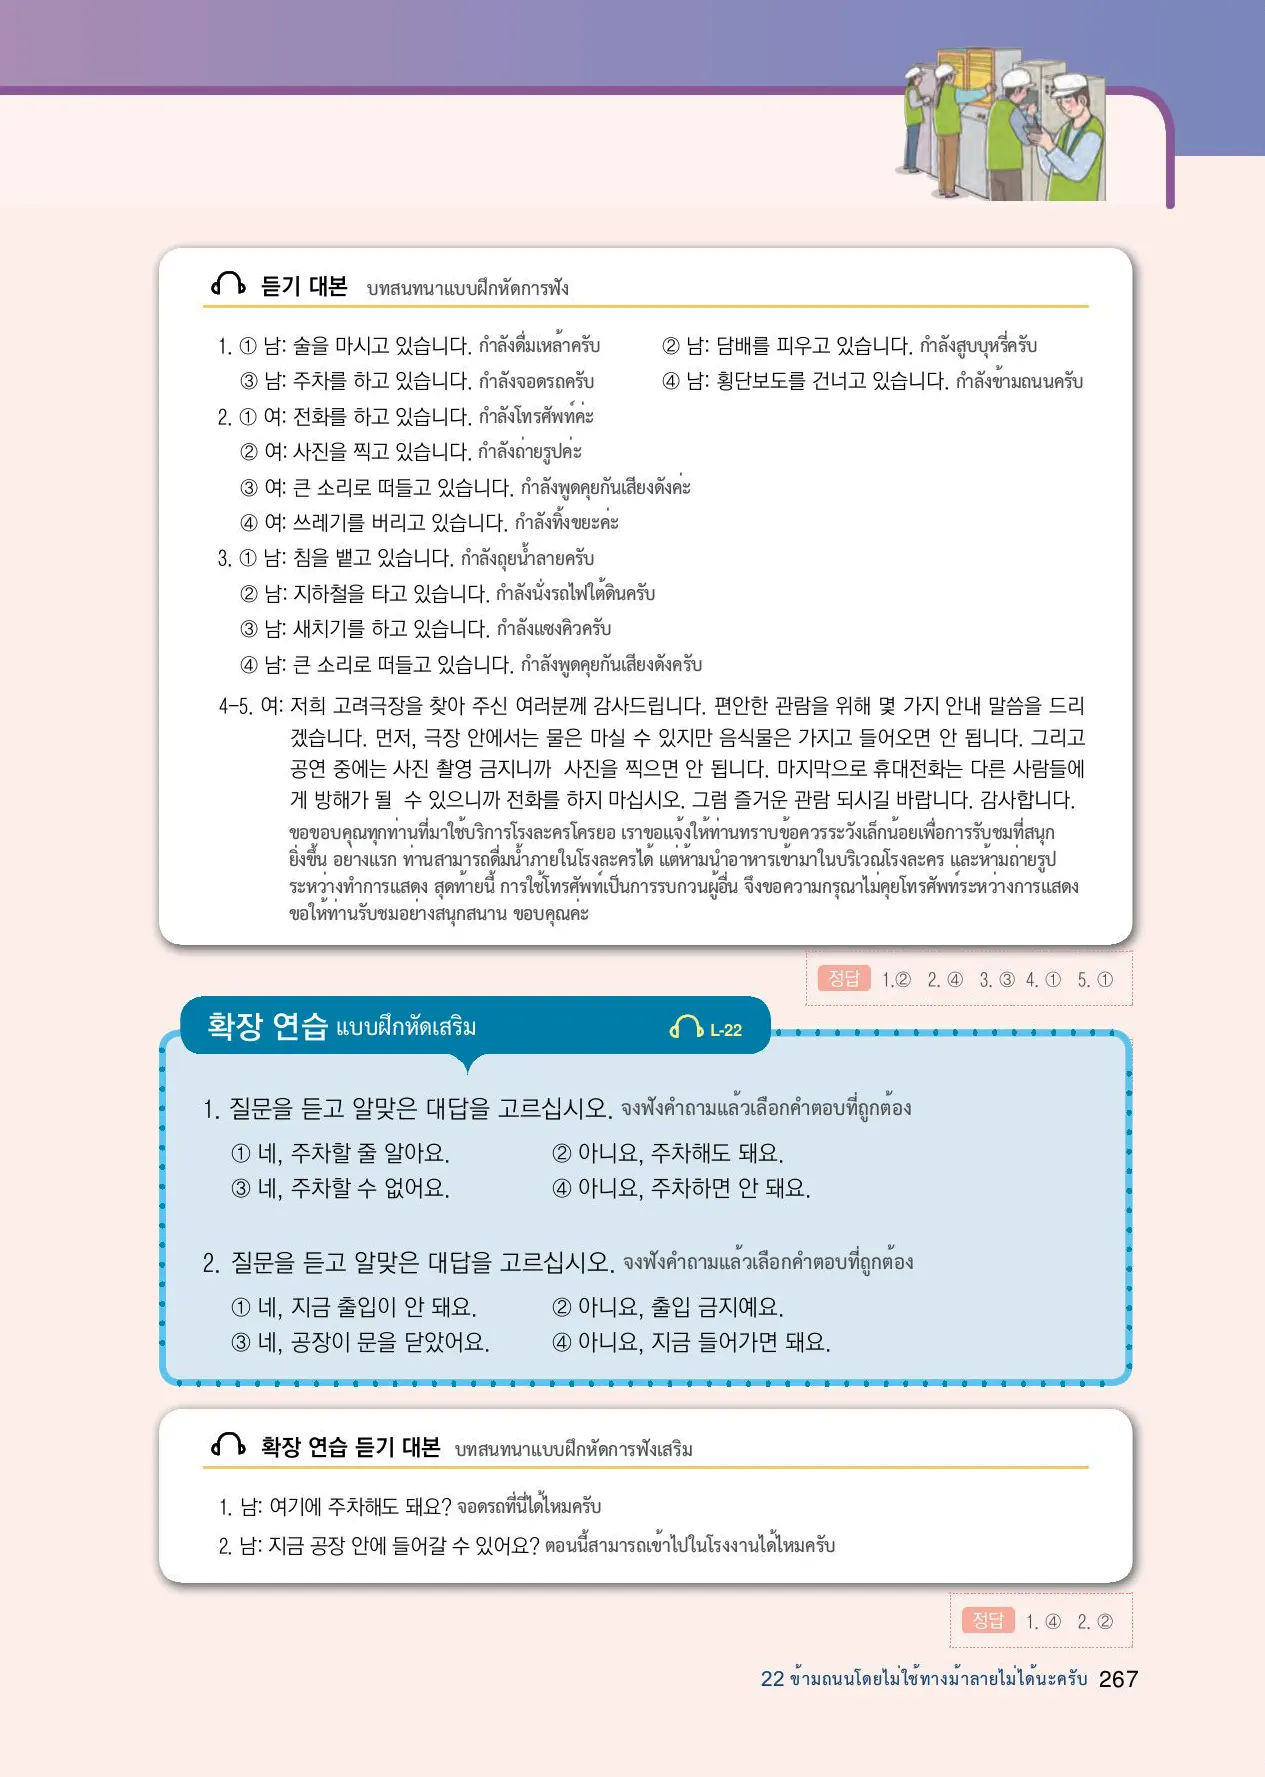 듣기 대본 บทสนทนาแบบฝึกหัดการฟัง
1. ① 남: 술을 마시고 있습니다. กำลังดื่มเหล้าครับ ② 남: 담배를 피우고 있습니다. กำลังสูบบุหรี่ครับ
③ 남: 주차를 하고 있습니다. กำลังจอดรถครับ ④ 남: 횡단보도를 건너고 있습니다. กำลังข้ามถนนครับ
2. ① 여: 전화를 하고 있습니다. กำลังโทรศัพท์ค่ะ
② 여: 사진을 찍고 있습니다. กำลังถ่ายรูปค่ะ
③ 여: 큰 소리로 떠들고 있습니다. กำลังพูดคุยกันเสียงดังค่ะ
④ 여: 쓰레기를 버리고 있습니다. กำลังทิ้งขยะค่ะ
3. ① 남: 침을 뱉고 있습니다. กำลังถุยน้ำลายครับ
② 남: 지하철을 타고 있습니다. กำลังนั่งรถไฟใต้ดินครับ
③ 남: 새치기를 하고 있습니다. กำลังแซงคิวครับ
④ 남: 큰 소리로 떠들고 있습니다. กำลังพูดคุยกันเสียงดังครับ
4-5. 여: 저희 고려극장을 찾아 주신 여러분께 감사드립니다. 편안한 관람을 위해 몇 가지 안내 말씀을 드리
겠습니다. 먼저, 극장 안에서는 물은 마실 수 있지만 음식물은 가지고 들어오면 안 됩니다. 그리고
공연 중에는 사진 촬영 금지니까 사진을 찍으면 안 됩니다. 마지막으로 휴대전화는 다른 사람들에
게 방해가 될 수 있으니까 전화를 하지 마십시오. 그럼 즐거운 관람 되시길 바랍니다. 감사합니다.
ขอขอบคุณทุกท่านที่มาใช้บริการโรงละครโครยอ เราขอแจ้งให้ท่านทราบข้อควรระวังเล็กน้อยเพื่อการรับชมที่สนุก
ยิ่งขึ้น อย่างแรก ท่านสามารถดื่มน้ำภายในโรงละครได้ แต่ห้ามนำอาหารเข้ามาในบริเวณโรงละคร และห้ามถ่ายรูป
ระหว่างทำการแสดง สุดท้ายนี้ การใช้โทรศัพท์เป็นการรบกวนผู้อื่น จึงขอความกรุณาไม่คุยโทรศัพท์ระหว่างการแสดง
ขอให้ท่านรับชมอย่างสนุกสนาน ขอบคุณค่ะ
정답 1.② 2. ④ 3. ③ 4. ① 5. ①
확장 연습 แบบฝึกหัดเสริม L-22
1. 질문을 듣고 알맞은 대답을 고르십시오. จงฟังคำถามแล้วเลือกคำตอบที่ถูกต้อง
① 네, 주차할 줄 알아요. ② 아니요, 주차해도 돼요.
③ 네, 주차할 수 없어요. ④ 아니요, 주차하면 안 돼요.
2. 질문을 듣고 알맞은 대답을 고르십시오. จงฟังคำถามแล้วเลือกคำตอบที่ถูกต้อง
① 네, 지금 출입이 안 돼요. ② 아니요, 출입 금지예요.
③ 네, 공장이 문을 닫았어요. ④ 아니요, 지금 들어가면 돼요.
확장 연습 듣기 대본 บทสนทนาแบบฝึกหัดการฟังเสริม
1. 남: 여기에 주차해도 돼요? จอดรถที่นี่ได้ไหมครับ
2. 남: 지금 공장 안에 들어갈 수 있어요? ตอนนี้สามารถเข้าไปในโรงงานได้ไหมครับ
정답 1. ④ 2. ②
22 ข้ามถนนโดยไม่ใช้ทางม้าลายไม่ได้นะครับ 267